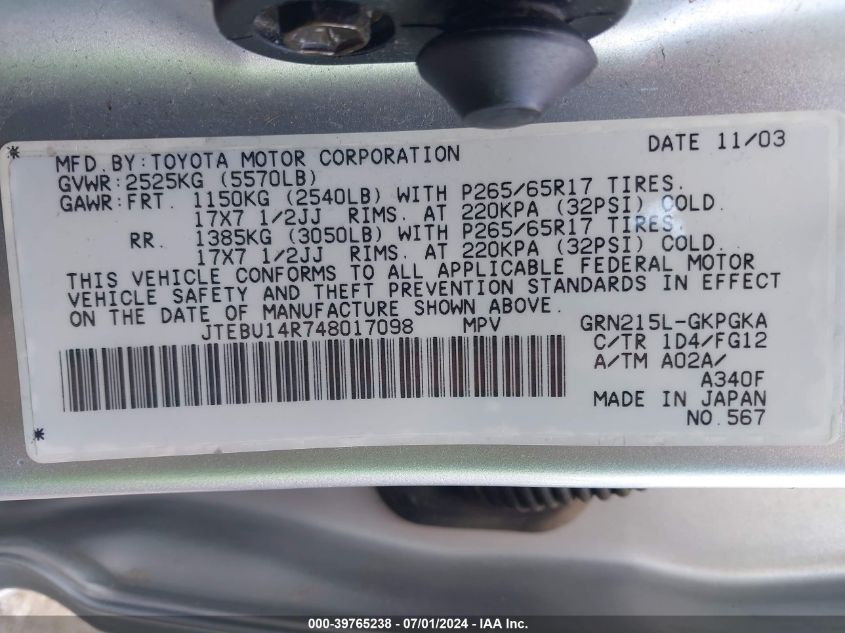 DATE 11/03
MFD. BY: TOYOTA MOTOR CORPORATION
GVWR: 2525KG (5570LB)
GAWR: FRT. 1150KG (2540LB) WITH P265/65R17 TIRES.
17X7 1/2JJ RIMS. AT 220KPA (32PSI) COLD.
RR. 1385KG (3050LB) WITH P265/65R17 TIRES.
17X7 1/2JJ RIMS. AT 220KPA (32PSI) COLD.
THIS VEHICLE CONFORMS TO ALL APPLICABLE FEDERAL MOTOR
VEHICLE SAFETY AND THEFT PREVENTION STANDARDS IN EFFECT
ON THE DATE OF MANUFACTURE SHOWN ABOVE.
JTEBU14R748017098 MPV GRN215L-GKPGKA
C/TR 1D4/FG12
A/TM A02A/
A340F
MADE IN JAPAN
NO. 567
000-39765238 - 07/01/2024 - IAA Inc.